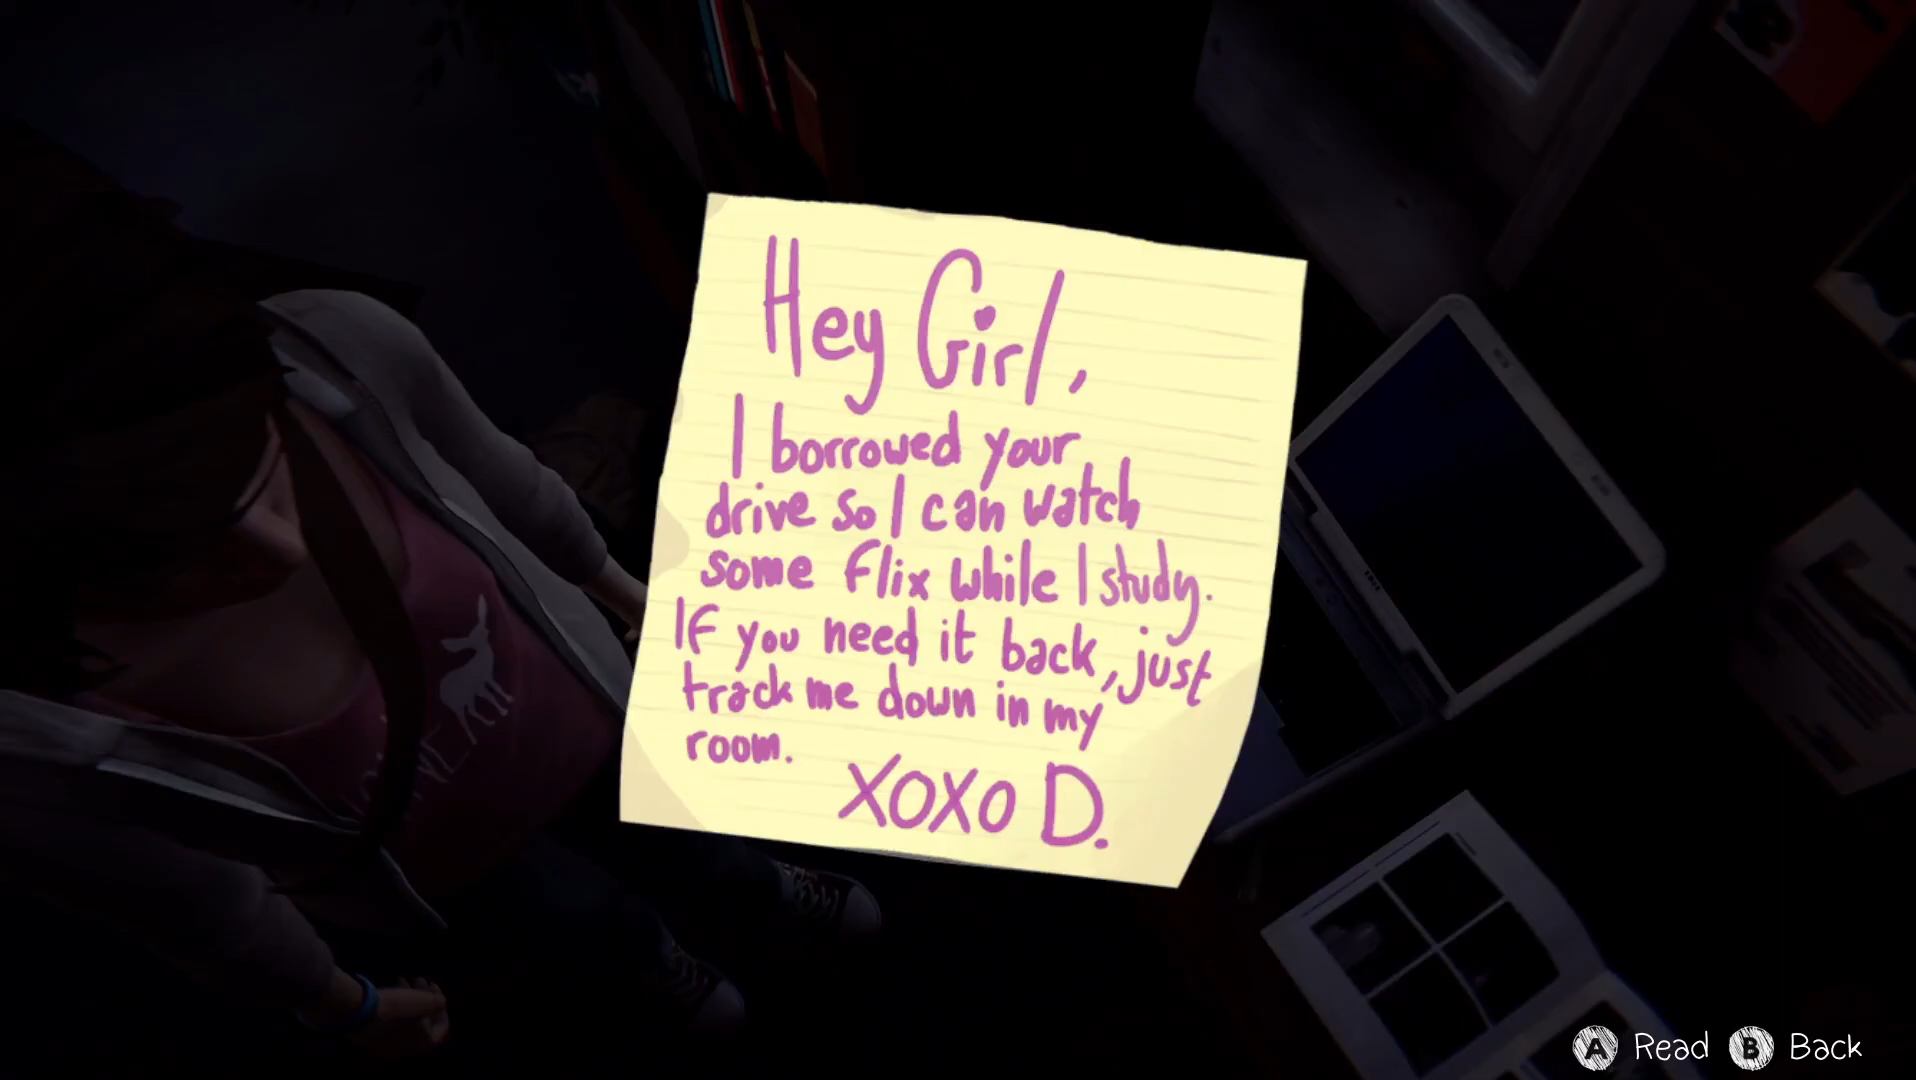 Hey Girl,
I borrowed your
drive so I can watch
some flix while I study.
If you need it back, just
track me down in my
room.
XOXO D.
A Read B Back